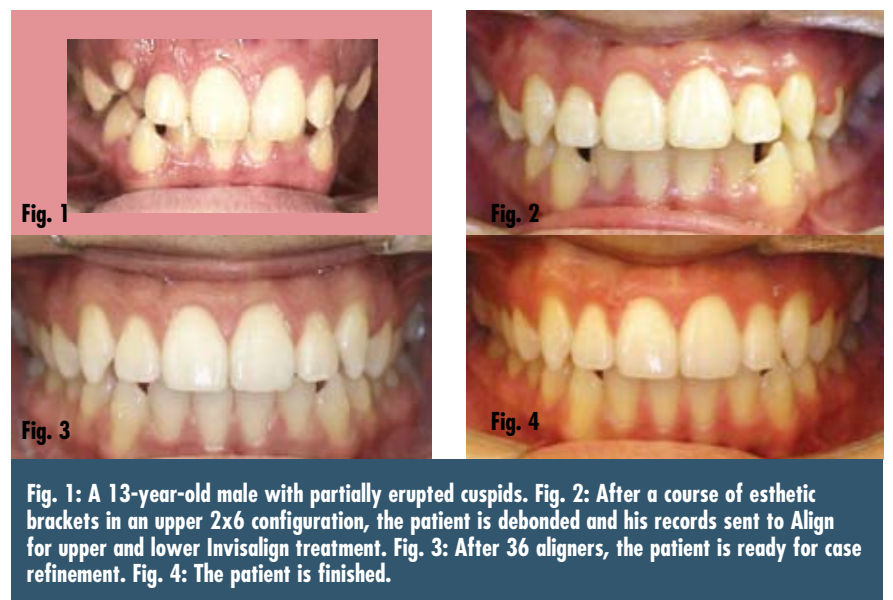 Fig. 1
Fig. 2
Fig. 3
Fig. 4
Fig. 1: A 13-year-old male with partially erupted cuspids. Fig. 2: After a course of esthetic
brackets in an upper 2x6 configuration, the patient is debonded and his records sent to Align
for upper and lower Invisalign treatment. Fig. 3: After 36 aligners, the patient is ready for case
refinement. Fig. 4: The patient is finished.